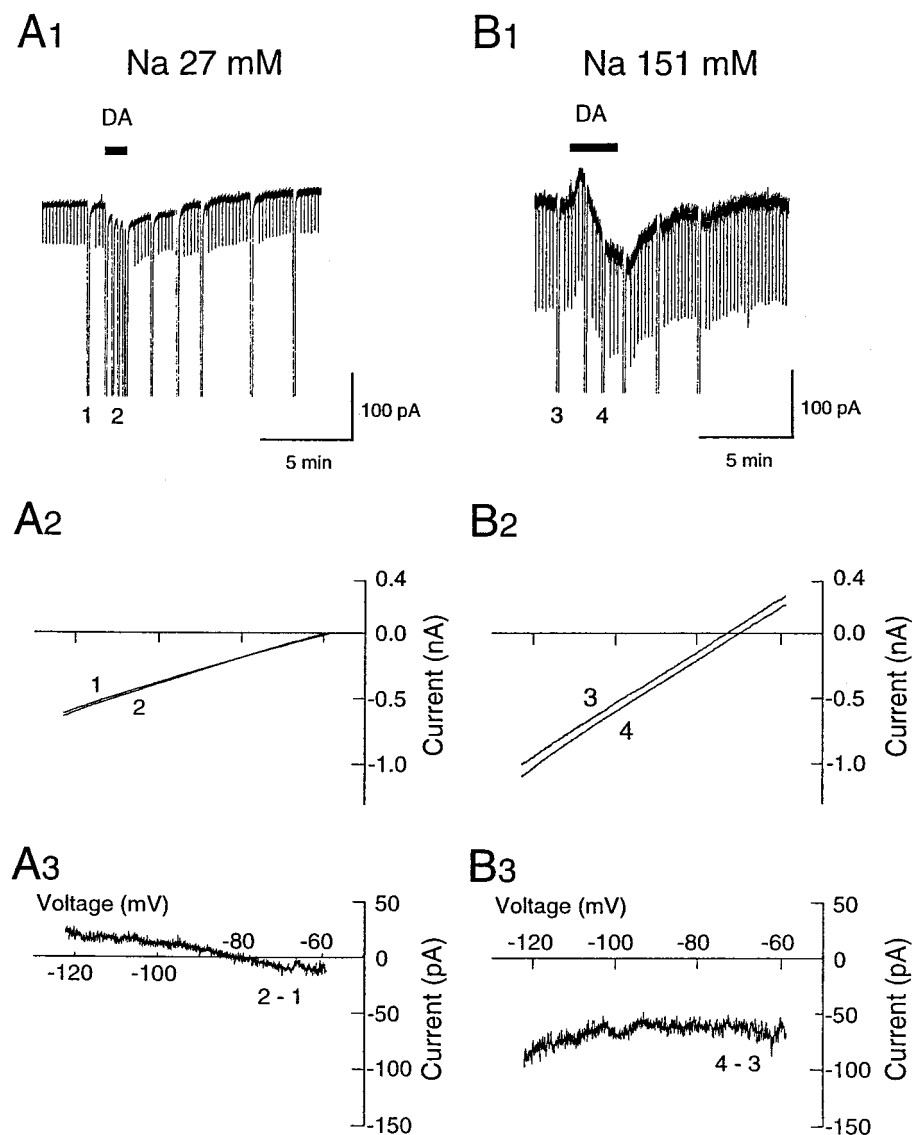 A1
Na 27 mM
DA
1
2
100 pA
5 min
B1
Na 151 mM
DA
3
4
100 pA
5 min
A2
0.4
0.0
-0.5
-1.0
Current (nA)
1
2
B2
0.4
0.0
-0.5
-1.0
Current (nA)
3
4
A3
Voltage (mV)
-120
-100
-80
-60
50
0
-50
-100
-150
Current (pA)
2 - 1
B3
Voltage (mV)
-120
-100
-80
-60
50
0
-50
-100
-150
Current (pA)
4 - 3